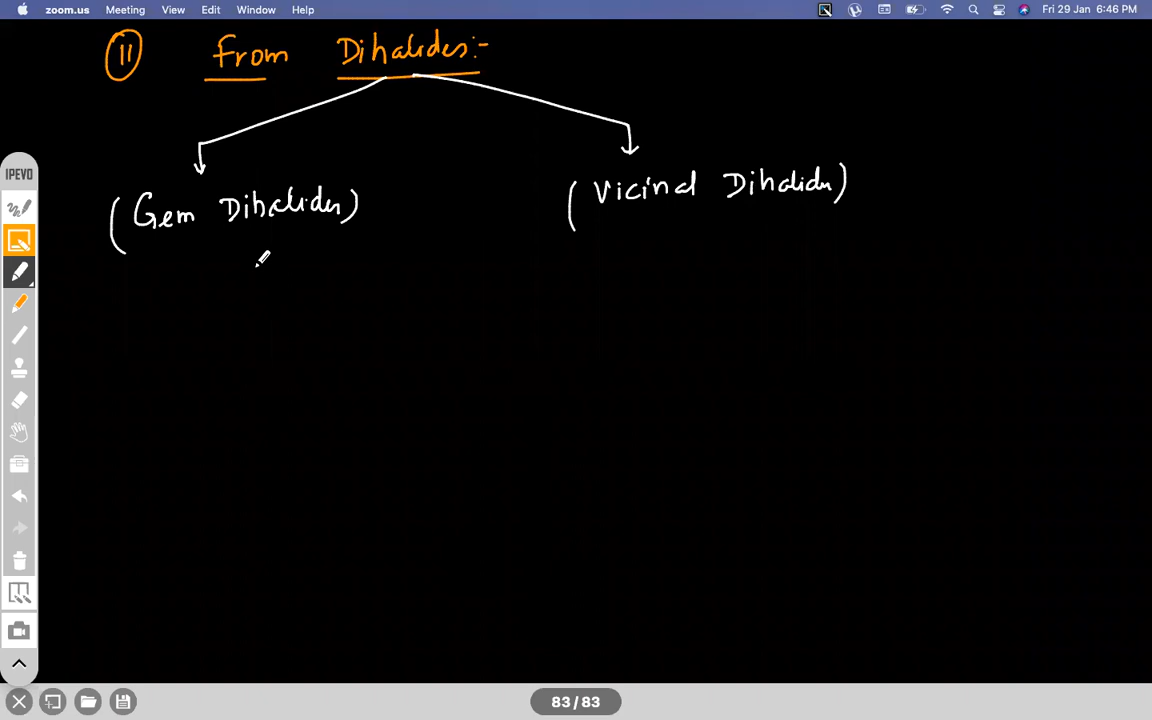 zoom.us Meeting View Edit Window Help Fri 29 Jan 6:46 PM
11 From Dihalides:-
(Gem Dihalides) (Vicinal Dihalides)
IPEVO
83/83